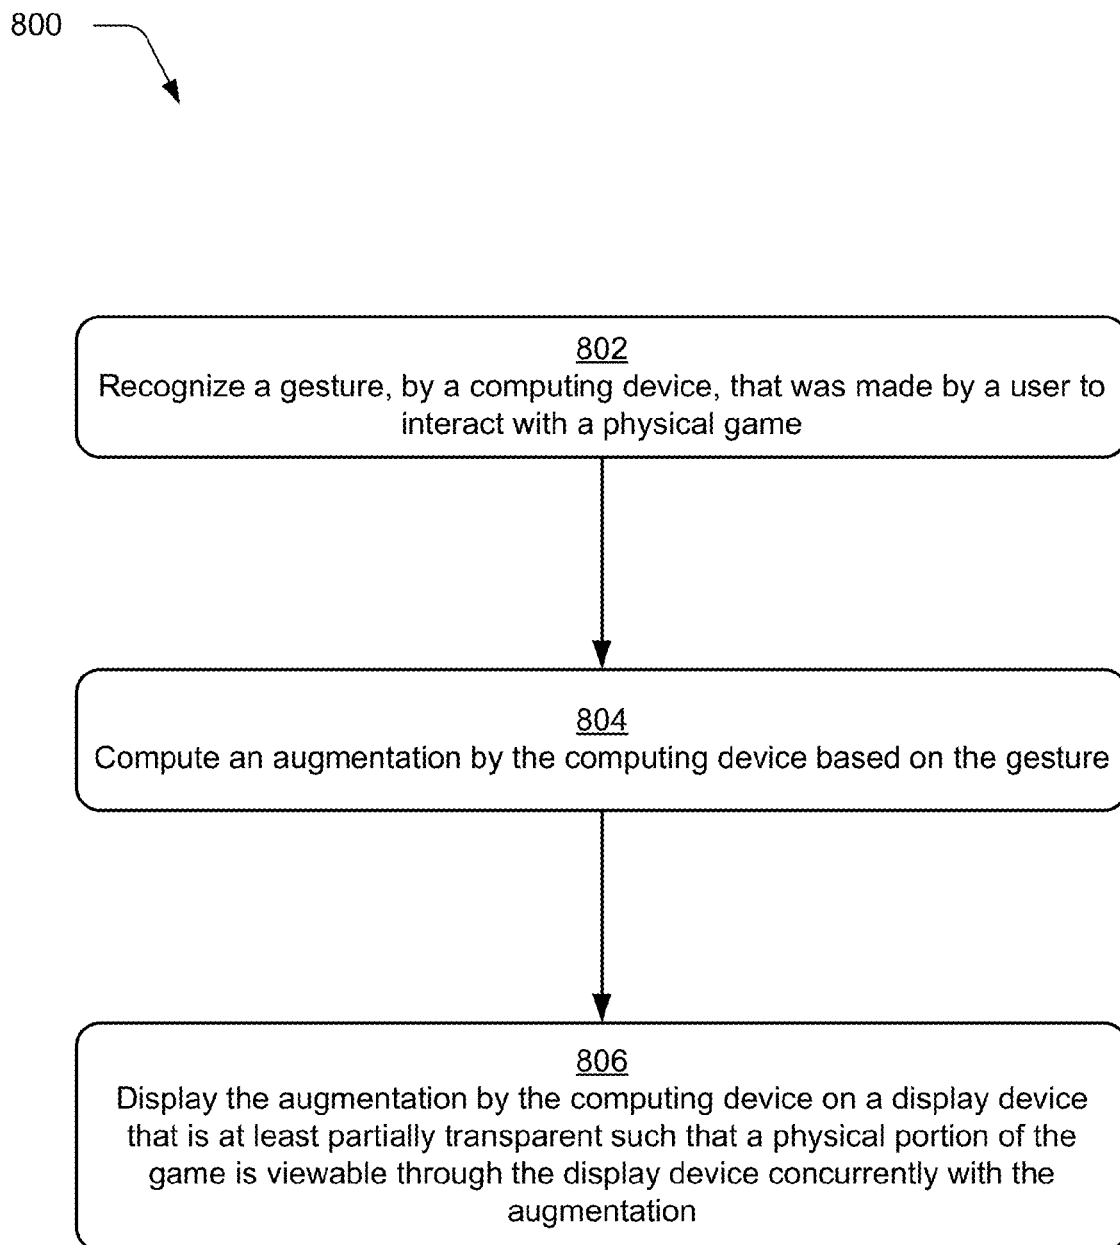 800
802
Recognize a gesture, by a computing device, that was made by a user to
interact with a physical game
804
Compute an augmentation by the computing device based on the gesture
806
Display the augmentation by the computing device on a display device
that is at least partially transparent such that a physical portion of the
game is viewable through the display device concurrently with the
augmentation